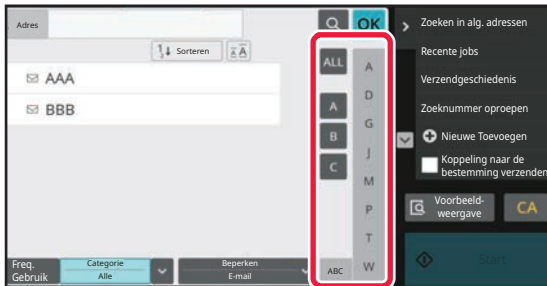 Adres
OK
Sorteren
AAA
BBB
ALL
A
B
C
A
D
G
J
M
P
T
W
ABC
Freq.
Gebruik
Categorie
Alle
Beperken
E-mail
Zoeken in alg. adressen
Recente jobs
Verzendgeschiedenis
Zoeknummer oproepen
Nieuwe Toevoegen
Koppeling naar de
bestemming verzenden
Voorbeeld-
weergave
CA
Start